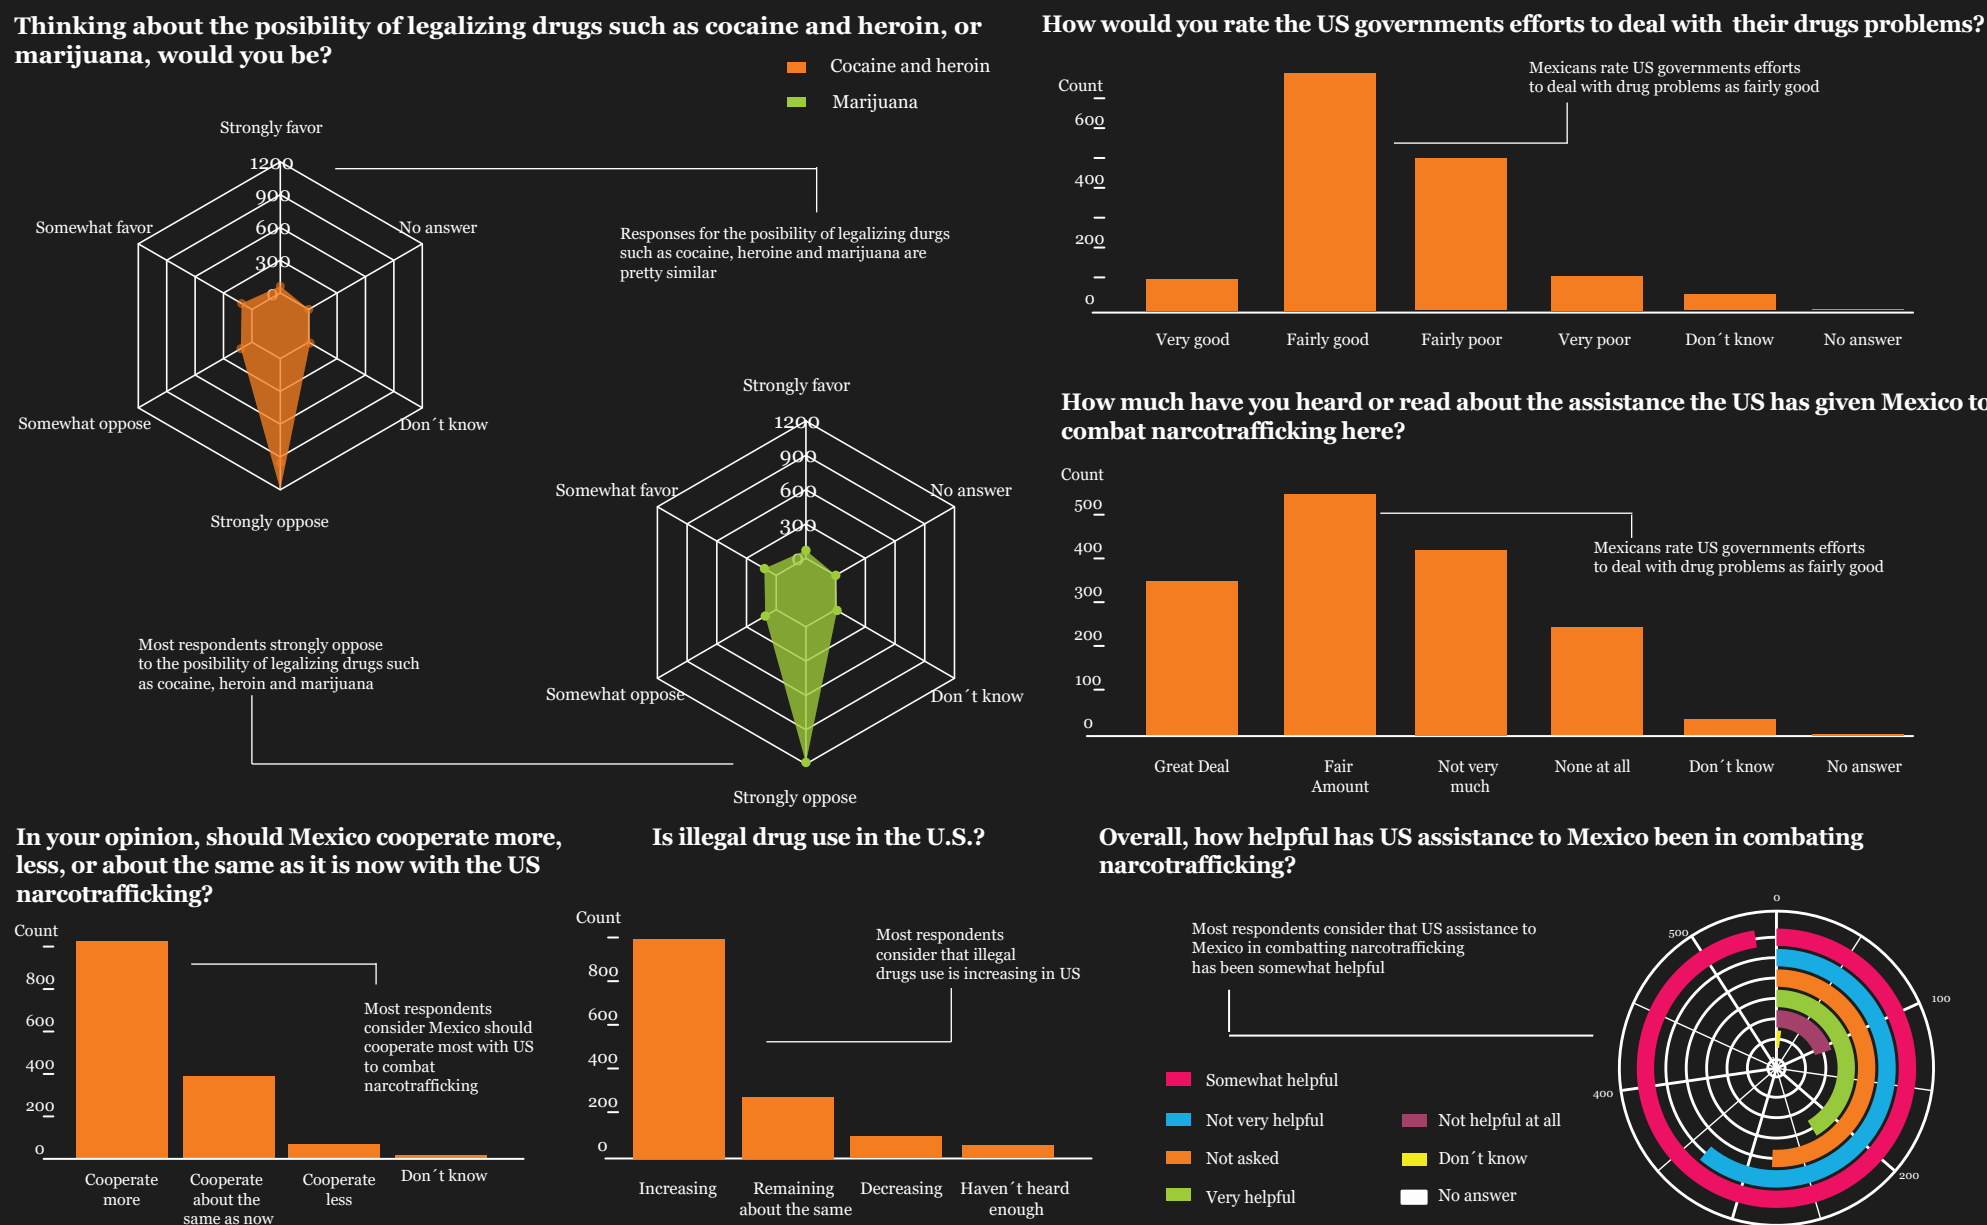 Thinking about the posibility of legalizing drugs such as cocaine and heroin, or
marijuana, would you be?
Cocaine and heroin
Marijuana
Strongly favor
1200
900
600
300
0
Somewhat favor
No answer
Somewhat oppose
Don´t know
Strongly oppose
Responses for the posibility of legalizing durgs
such as cocaine, heroine and marijuana are
pretty similar
Strongly favor
1200
900
600
300
0
Somewhat favor
No answer
Somewhat oppose
Don´t know
Strongly oppose
Most respondents strongly oppose
to the posibility of legalizing drugs such
as cocaine, heroin and marijuana
How would you rate the US governments efforts to deal with their drugs problems?
Count
600
400
200
0
Mexicans rate US governments efforts
to deal with drug problems as fairly good
Very good
Fairly good
Fairly poor
Very poor
Don´t know
No answer
How much have you heard or read about the assistance the US has given Mexico to
combat narcotrafficking here?
Count
500
400
300
200
100
0
Mexicans rate US governments efforts
to deal with drug problems as fairly good
Great Deal
Fair
Amount
Not very
much
None at all
Don´t know
No answer
In your opinion, should Mexico cooperate more,
less, or about the same as it is now with the US
narcotrafficking?
Count
800
600
400
200
0
Most respondents
consider Mexico should
cooperate most with US
to combat
narcotrafficking
Cooperate
more
Cooperate
about the
same as now
Cooperate
less
Don´t know
Is illegal drug use in the U.S.?
Count
800
600
400
200
0
Most respondents
consider that illegal
drugs use is increasing in US
Increasing
Remaining
about the same
Decreasing
Haven´t heard
enough
Overall, how helpful has US assistance to Mexico been in combating
narcotrafficking?
Most respondents consider that US assistance to
Mexico in combatting narcotrafficking
has been somewhat helpful
Somewhat helpful
Not very helpful
Not asked
Very helpful
Not helpful at all
Don´t know
No answer
0
100
200
400
500